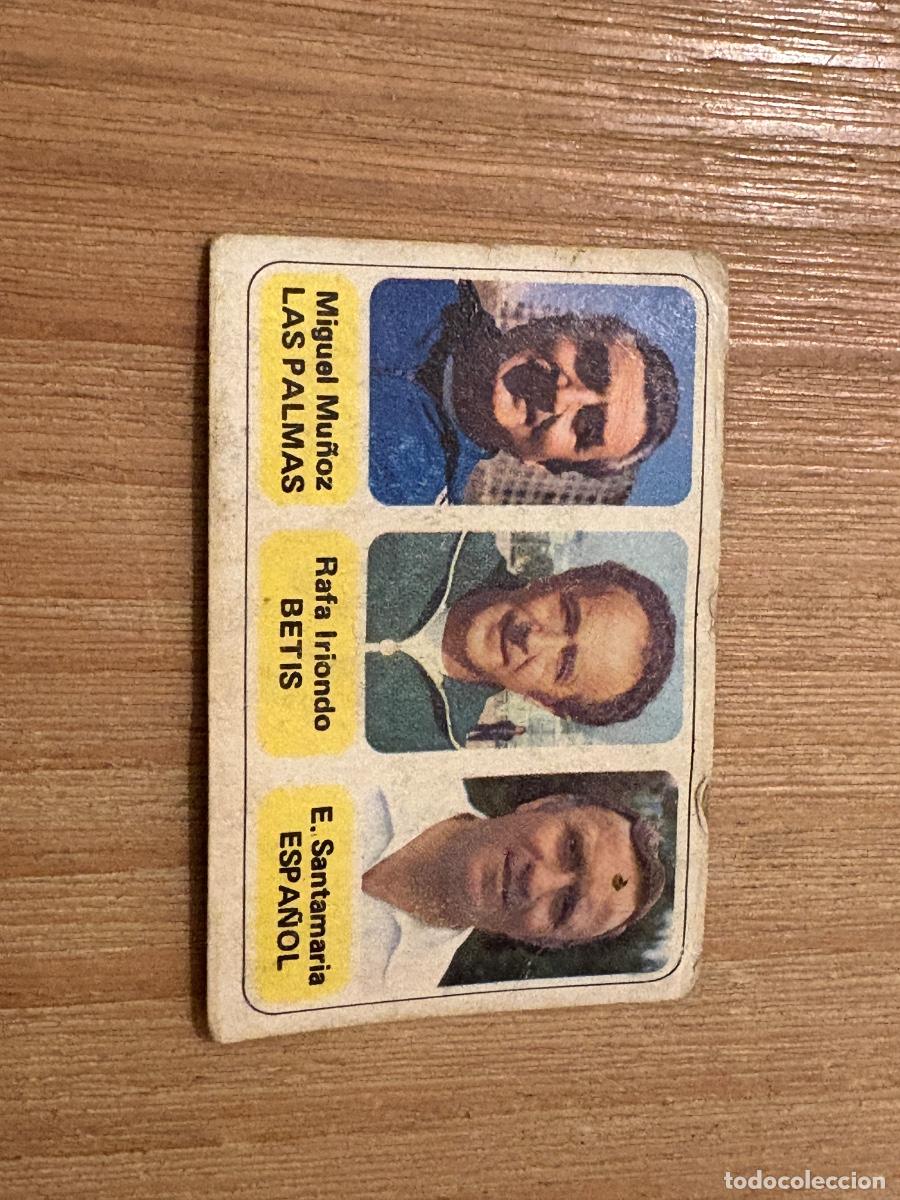 Miguel Muñoz
LAS PALMAS
Rafa Iriondo
BETIS
E. Santamaria
ESPAÑOL
todocoleccion